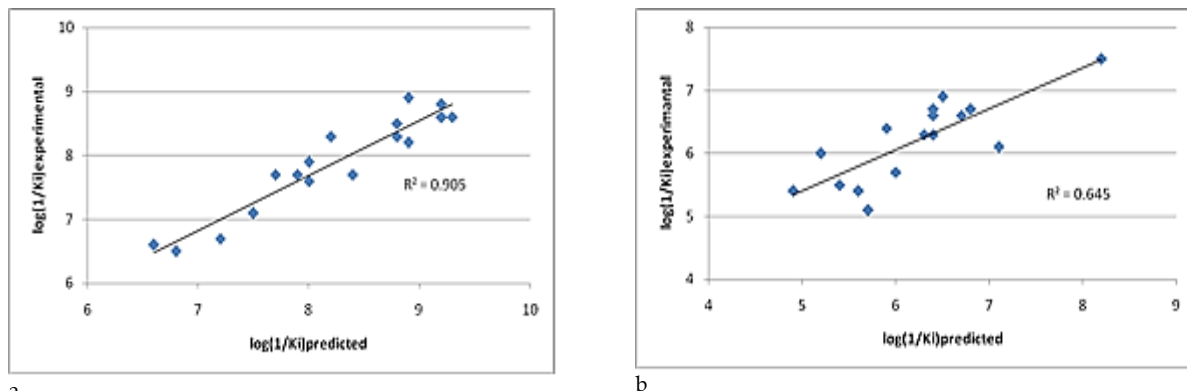 10
9
8
7
6
6 7 8 9 10
log(1/Ki)experimental
log(1/Ki)predicted
R² = 0.905
a
8
7
6
5
4
4 5 6 7 8 9
log(1/Ki)experimantal
log(1/Ki)predicted
R² = 0.645
b